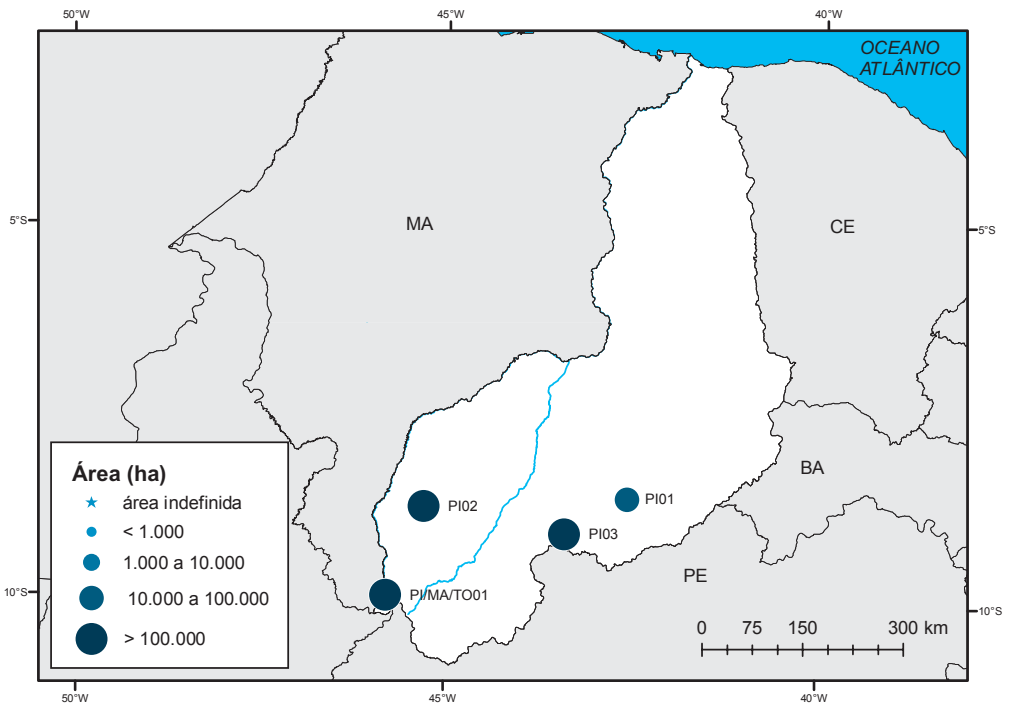 50°W
45°W
40°W
OCEANO
ATLÂNTICO
MA
CE
5°S
5°S
BA
PE
PI01
PI02
PI03
PI/MA/TO01
10°S
10°S
Área (ha)
área indefinida
< 1.000
1.000 a 10.000
10.000 a 100.000
> 100.000
0 75 150 300 km
50°W
45°W
40°W